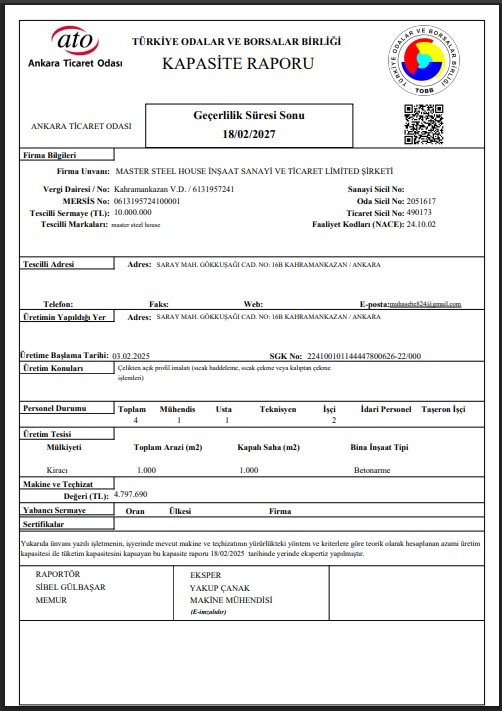 ato
Ankara Ticaret Odası
TÜRKİYE ODALAR VE BORSALAR BİRLİĞİ
KAPASİTE RAPORU
TÜRKİYE ODALAR VE BORSALAR BİRLİĞİ
TOBB
ANKARA TİCARET ODASI
Geçerlilik Süresi Sonu
18/02/2027
Firma Bilgileri
Firma Unvanı: MASTER STEEL HOUSE İNŞAAT SANAYİ VE TİCARET LİMİTED ŞİRKETİ
Vergi Dairesi / No: Kahramankazan V.D. / 6131957241 Sanayi Sicil No:
MERSİS No: 0613195724100001 Oda Sicil No: 2051617
Tescilli Sermaye (TL): 10.000.000 Ticaret Sicil No: 490173
Tescilli Markaları: master steel house Faaliyet Kodları (NACE): 24.10.02
Tescilli Adresi Adres: SARAY MAH. GÖKKUŞAĞI CAD. NO: 16B KAHRAMANKAZAN / ANKARA
Telefon: Faks: Web: E-posta:muhasebe824@gmail.com
Üretimin Yapıldığı Yer Adres: SARAY MAH. GÖKKUŞAĞI CAD. NO: 16B KAHRAMANKAZAN / ANKARA
Üretime Başlama Tarihi: 03.02.2025 SGK No: 224100101144447800626-22/000
Üretim Konuları Çelikten açık profil imalatı (sıcak haddeleme, sıcak çekme veya kalıptan çekme
işlemleri)
Personel Durumu Toplam Mühendis Usta Teknisyen İşçi İdari Personel Taşeron İşçi
4 1 1 2
Üretim Tesisi
Mülkiyeti Toplam Arazi (m2) Kapalı Saha (m2) Bina İnşaat Tipi
Kiracı 1.000 1.000 Betonarme
Makine ve Teçhizat
Değeri (TL): 4.797.690
Yabancı Sermaye Oran Ülkesi Firma
Sertifikalar
Yukarıda ünvanı yazılı işletmenin, işyerinde mevcut makine ve teçhizatının yürürlükteki yöntem ve kriterlere göre teorik olarak hesaplanan azami üretim
kapasitesi ile tüketim kapasitesini kapsayan bu kapasite raporu 18/02/2025 tarihinde yerinde ekspertiz yapılmıştır.
RAPORTÖR
SİBEL GÜLBAŞAR
MEMUR
EKSPER
YAKUP ÇANAK
MAKİNE MÜHENDİSİ
(E-imzalıdır)